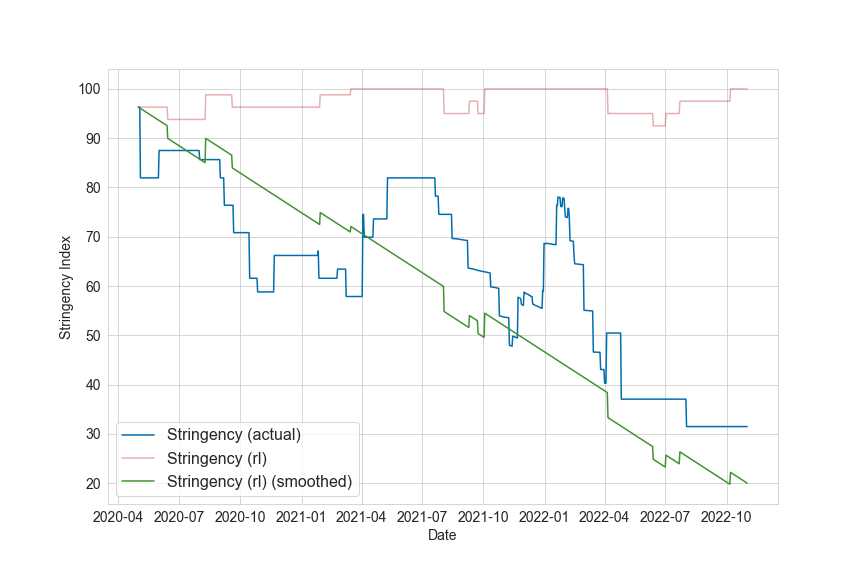 Stringency Index
100
90
80
70
60
50
40
30
20
Stringency (actual)
Stringency (rl)
Stringency (rl) (smoothed)
2020-04 2020-07 2020-10 2021-01 2021-04 2021-07 2021-10 2022-01 2022-04 2022-07 2022-10
Date